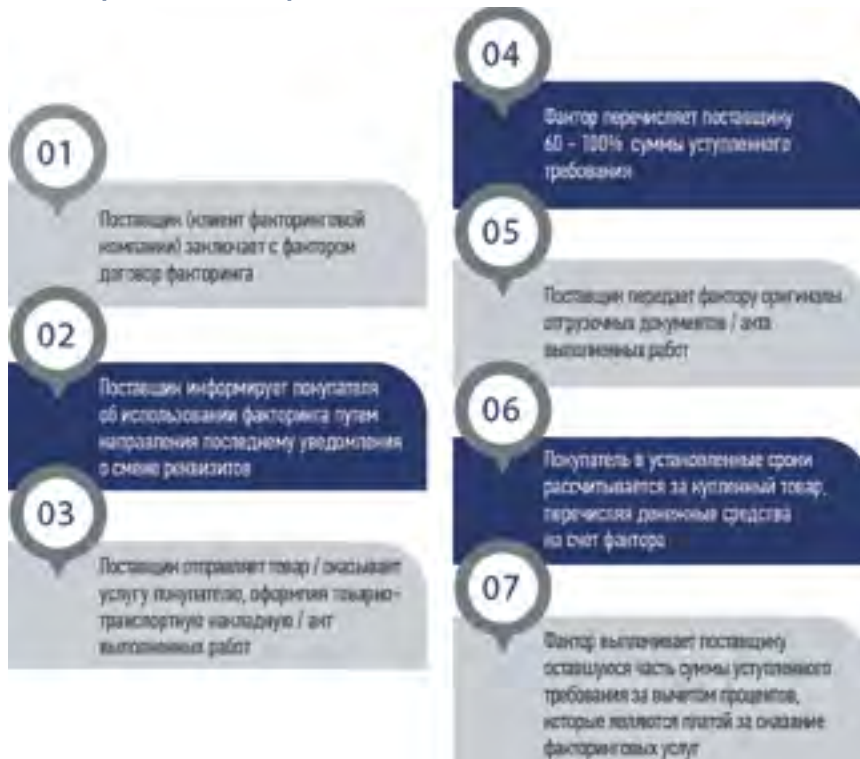 01
Поставщик (клиент факторинговой
компании) заключает с фактором
договор факторинга
02
Поставщик информирует покупателя
об использовании факторинга путем
направления последнему уведомления
о смене реквизитов
03
Поставщик отправляет товар / оказывает
услугу покупателю, оформляя товарно-
транспортную накладную / акт
выполненных работ
04
Фактор перечисляет поставщику
60 – 100% суммы уступленного
требования
05
Поставщик передает фактору оригиналы
отгрузочных документов / акта
выполненных работ
06
Покупатель в установленные сроки
рассчитывается за купленный товар,
перечисляя денежные средства
на счет фактора
07
Фактор выплачивает поставщику
оставшуюся часть суммы уступленного
требования за вычетом процентов,
которые являются платой за оказание
факторинговых услуг